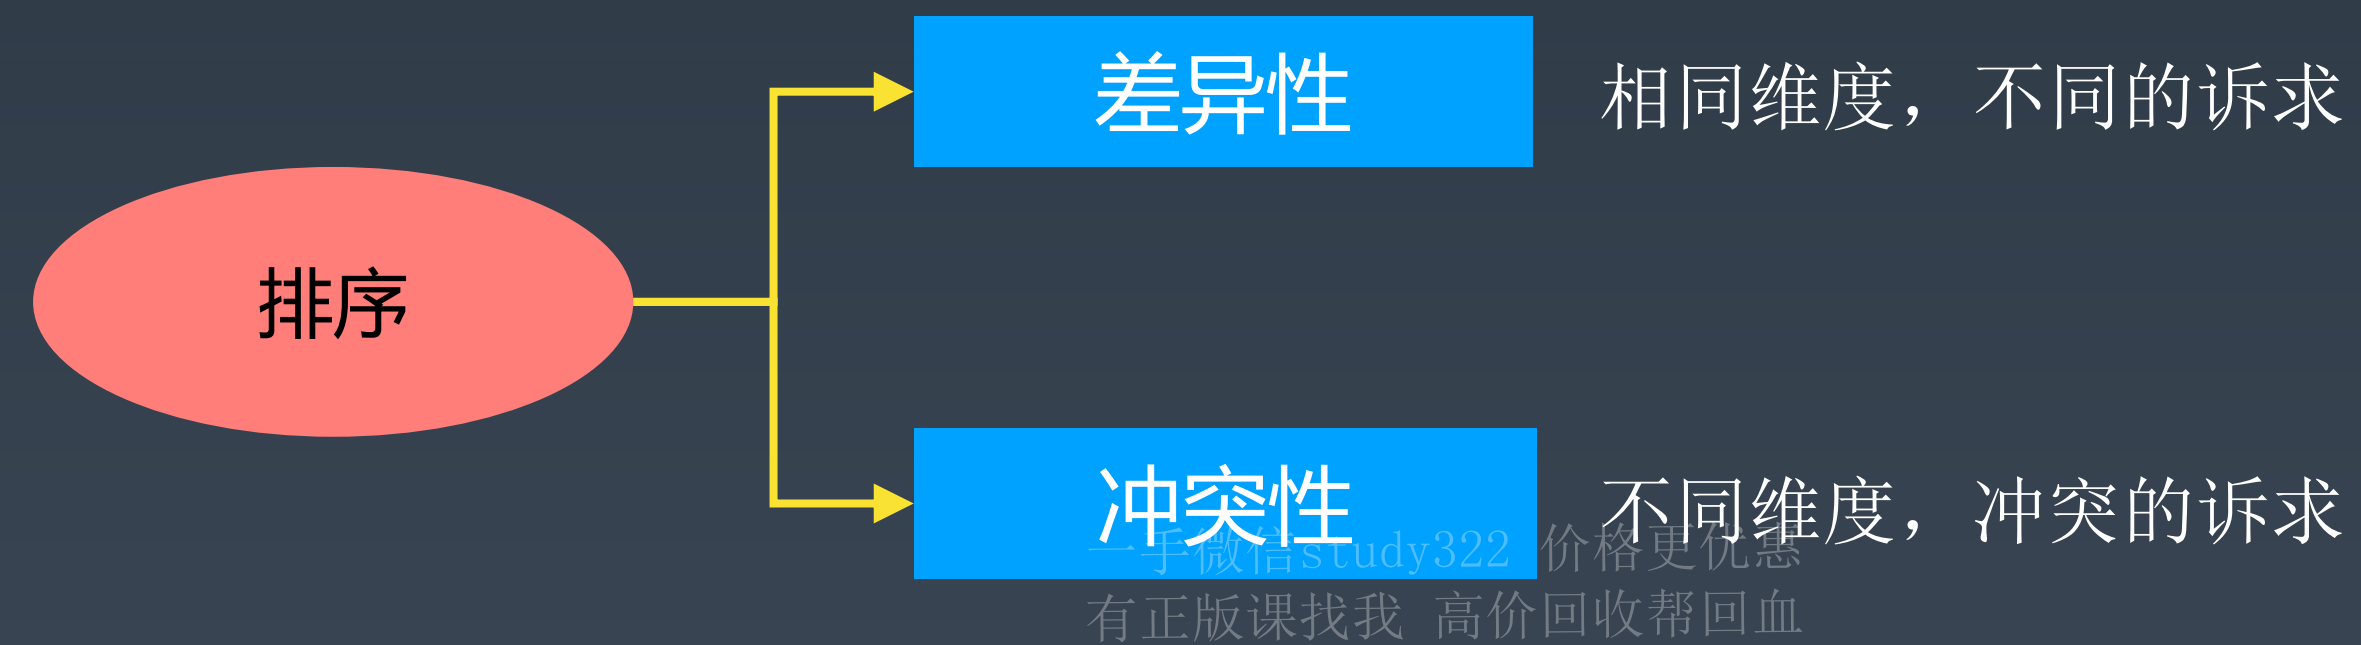 差异性
相同维度，不同的诉求
排序
冲突性
不同维度，冲突的诉求
一手微信study322 价格更优惠
有正版课找我 高价回收帮回血